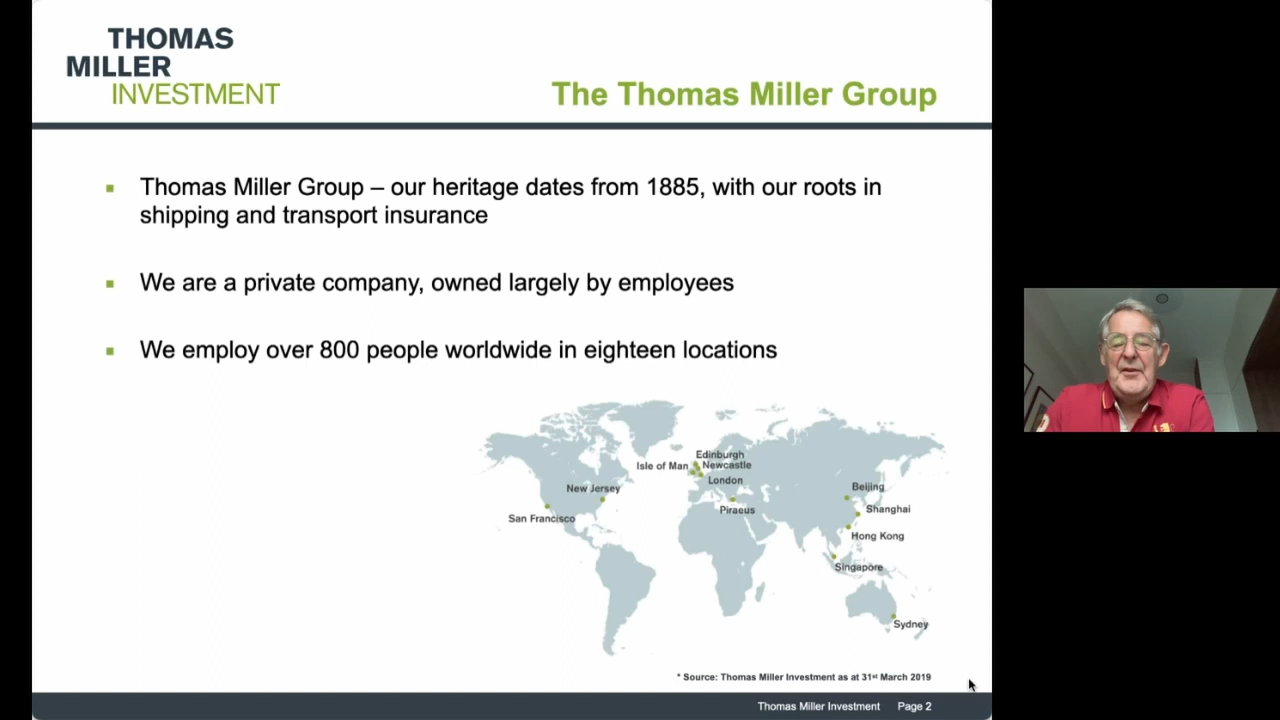 THOMAS
MILLER
INVESTMENT
The Thomas Miller Group
Thomas Miller Group – our heritage dates from 1885, with our roots in
shipping and transport insurance
We are a private company, owned largely by employees
We employ over 800 people worldwide in eighteen locations
Edinburgh
Isle of Man
Newcastle
London
New Jersey
Piraeus
San Francisco
Beijing
Shanghai
Hong Kong
Singapore
Sydney
* Source: Thomas Miller Investment as at 31st March 2019
Thomas Miller Investment Page 2